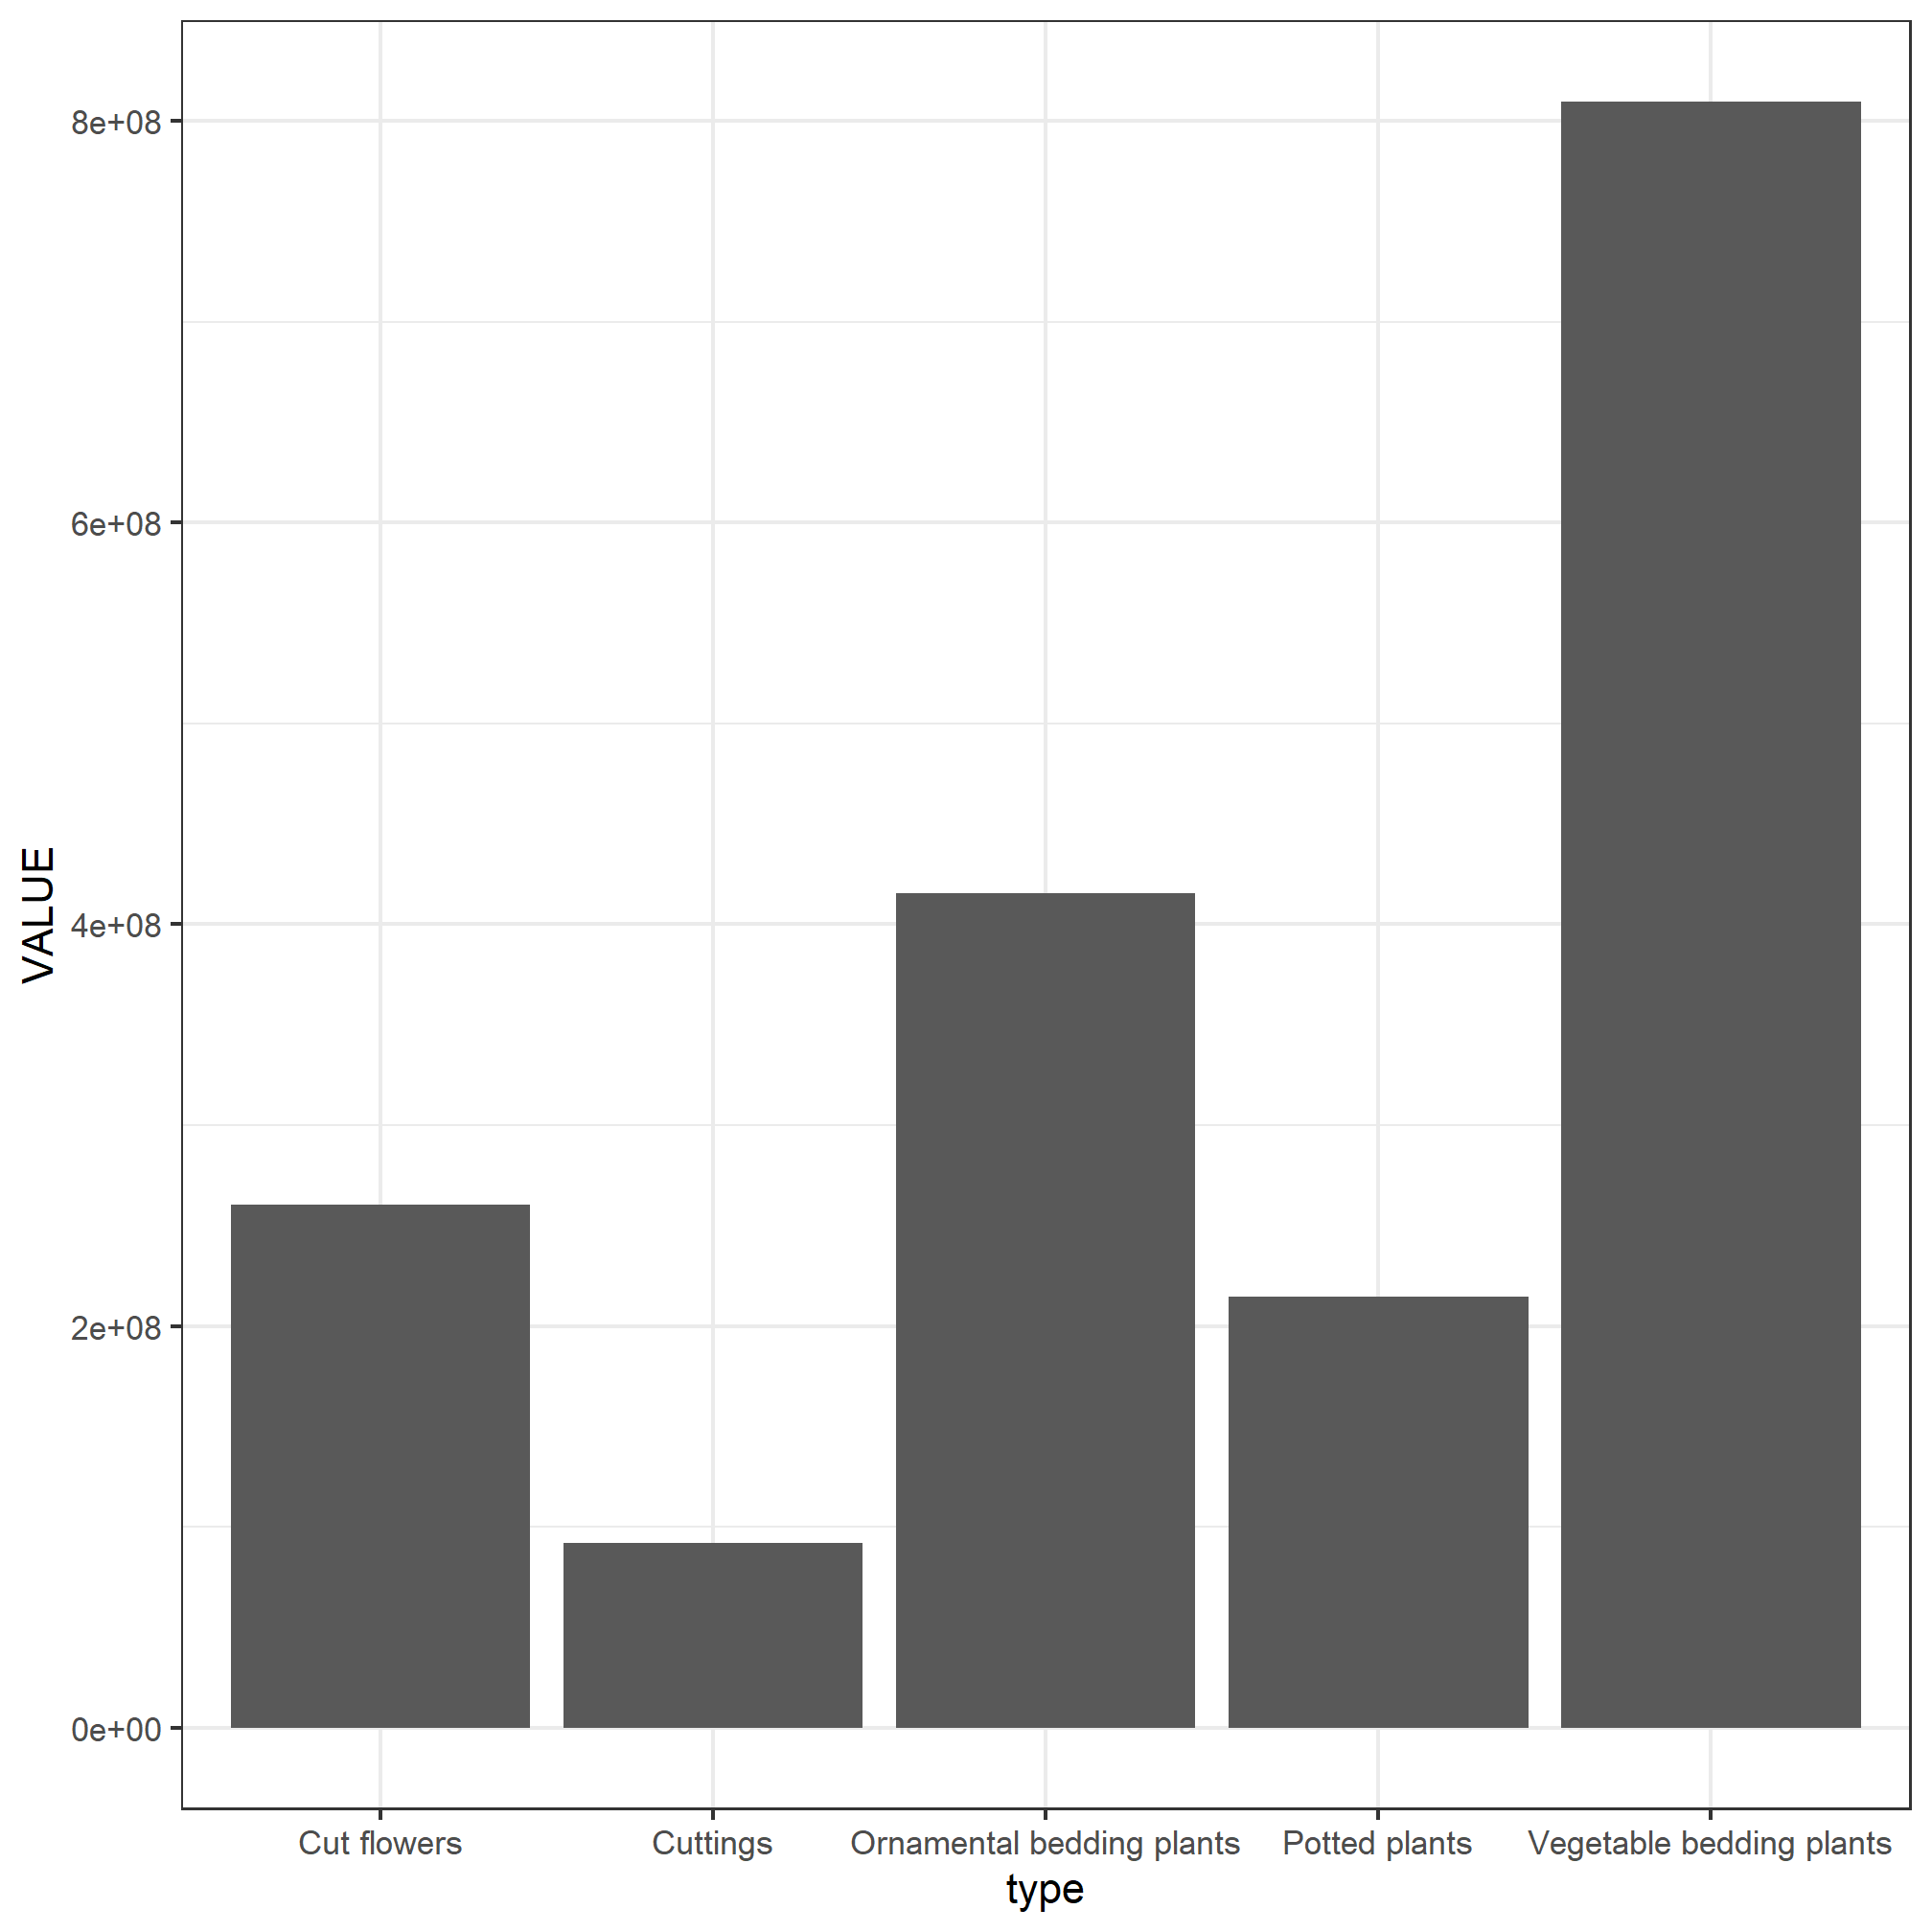 VALUE
8e+08
6e+08
4e+08
2e+08
0e+00
Cut flowers
Cuttings
Ornamental bedding plants
Potted plants
Vegetable bedding plants
type